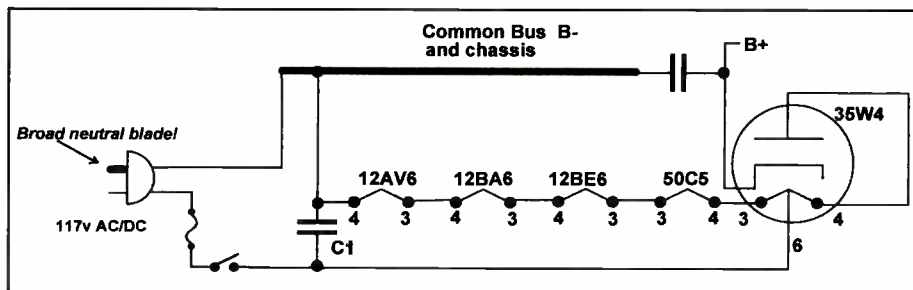 Common Bus B-
and chassis
B+
35W4
Broad neutral blade!
12AV6 12BA6 12BE6 50C5
4 3 4 3 4 3 3 4 3 4
117v AC/DC
C1
6